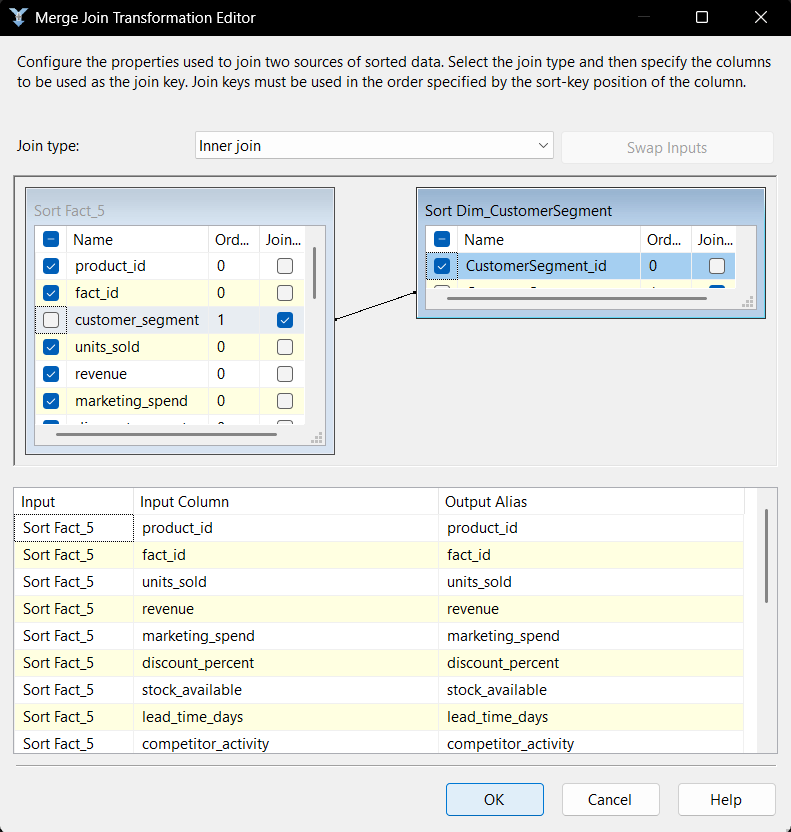 Merge Join Transformation Editor
Configure the properties used to join two sources of sorted data. Select the join type and then specify the columns
to be used as the join key. Join keys must be used in the order specified by the sort-key position of the column.
Join type:
Inner join
Swap Inputs
Sort Fact_5
Name Ord... Join...
product_id 0
fact_id 0
customer_segment 1
units_sold 0
revenue 0
marketing_spend 0
Sort Dim_CustomerSegment
Name Ord... Join...
CustomerSegment_id 0
Input Input Column Output Alias
Sort Fact_5 product_id product_id
Sort Fact_5 fact_id fact_id
Sort Fact_5 units_sold units_sold
Sort Fact_5 revenue revenue
Sort Fact_5 marketing_spend marketing_spend
Sort Fact_5 discount_percent discount_percent
Sort Fact_5 stock_available stock_available
Sort Fact_5 lead_time_days lead_time_days
Sort Fact_5 competitor_activity competitor_activity
OK
Cancel
Help